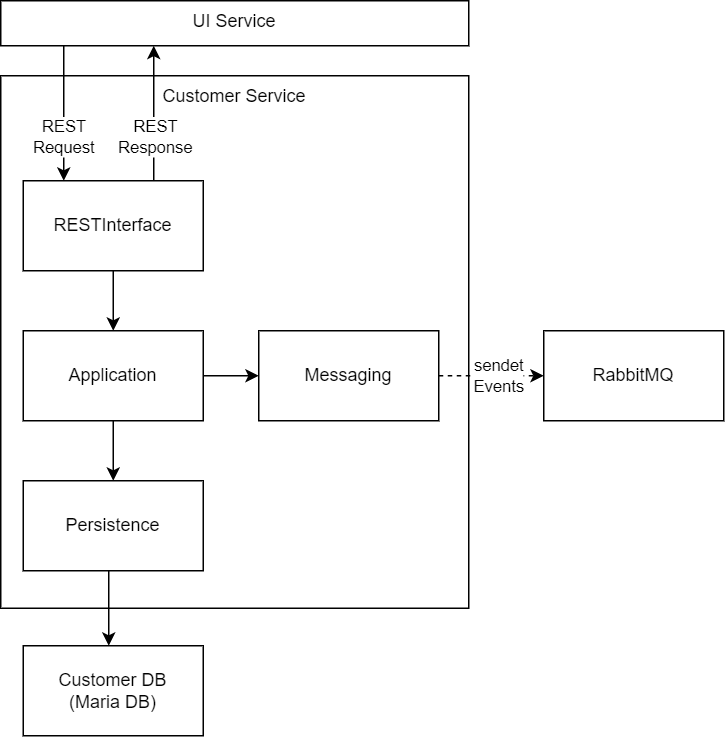 UI Service
Customer Service
REST
Request
REST
Response
RESTInterface
Application
Messaging
sendet
Events
RabbitMQ
Persistence
Customer DB
(Maria DB)